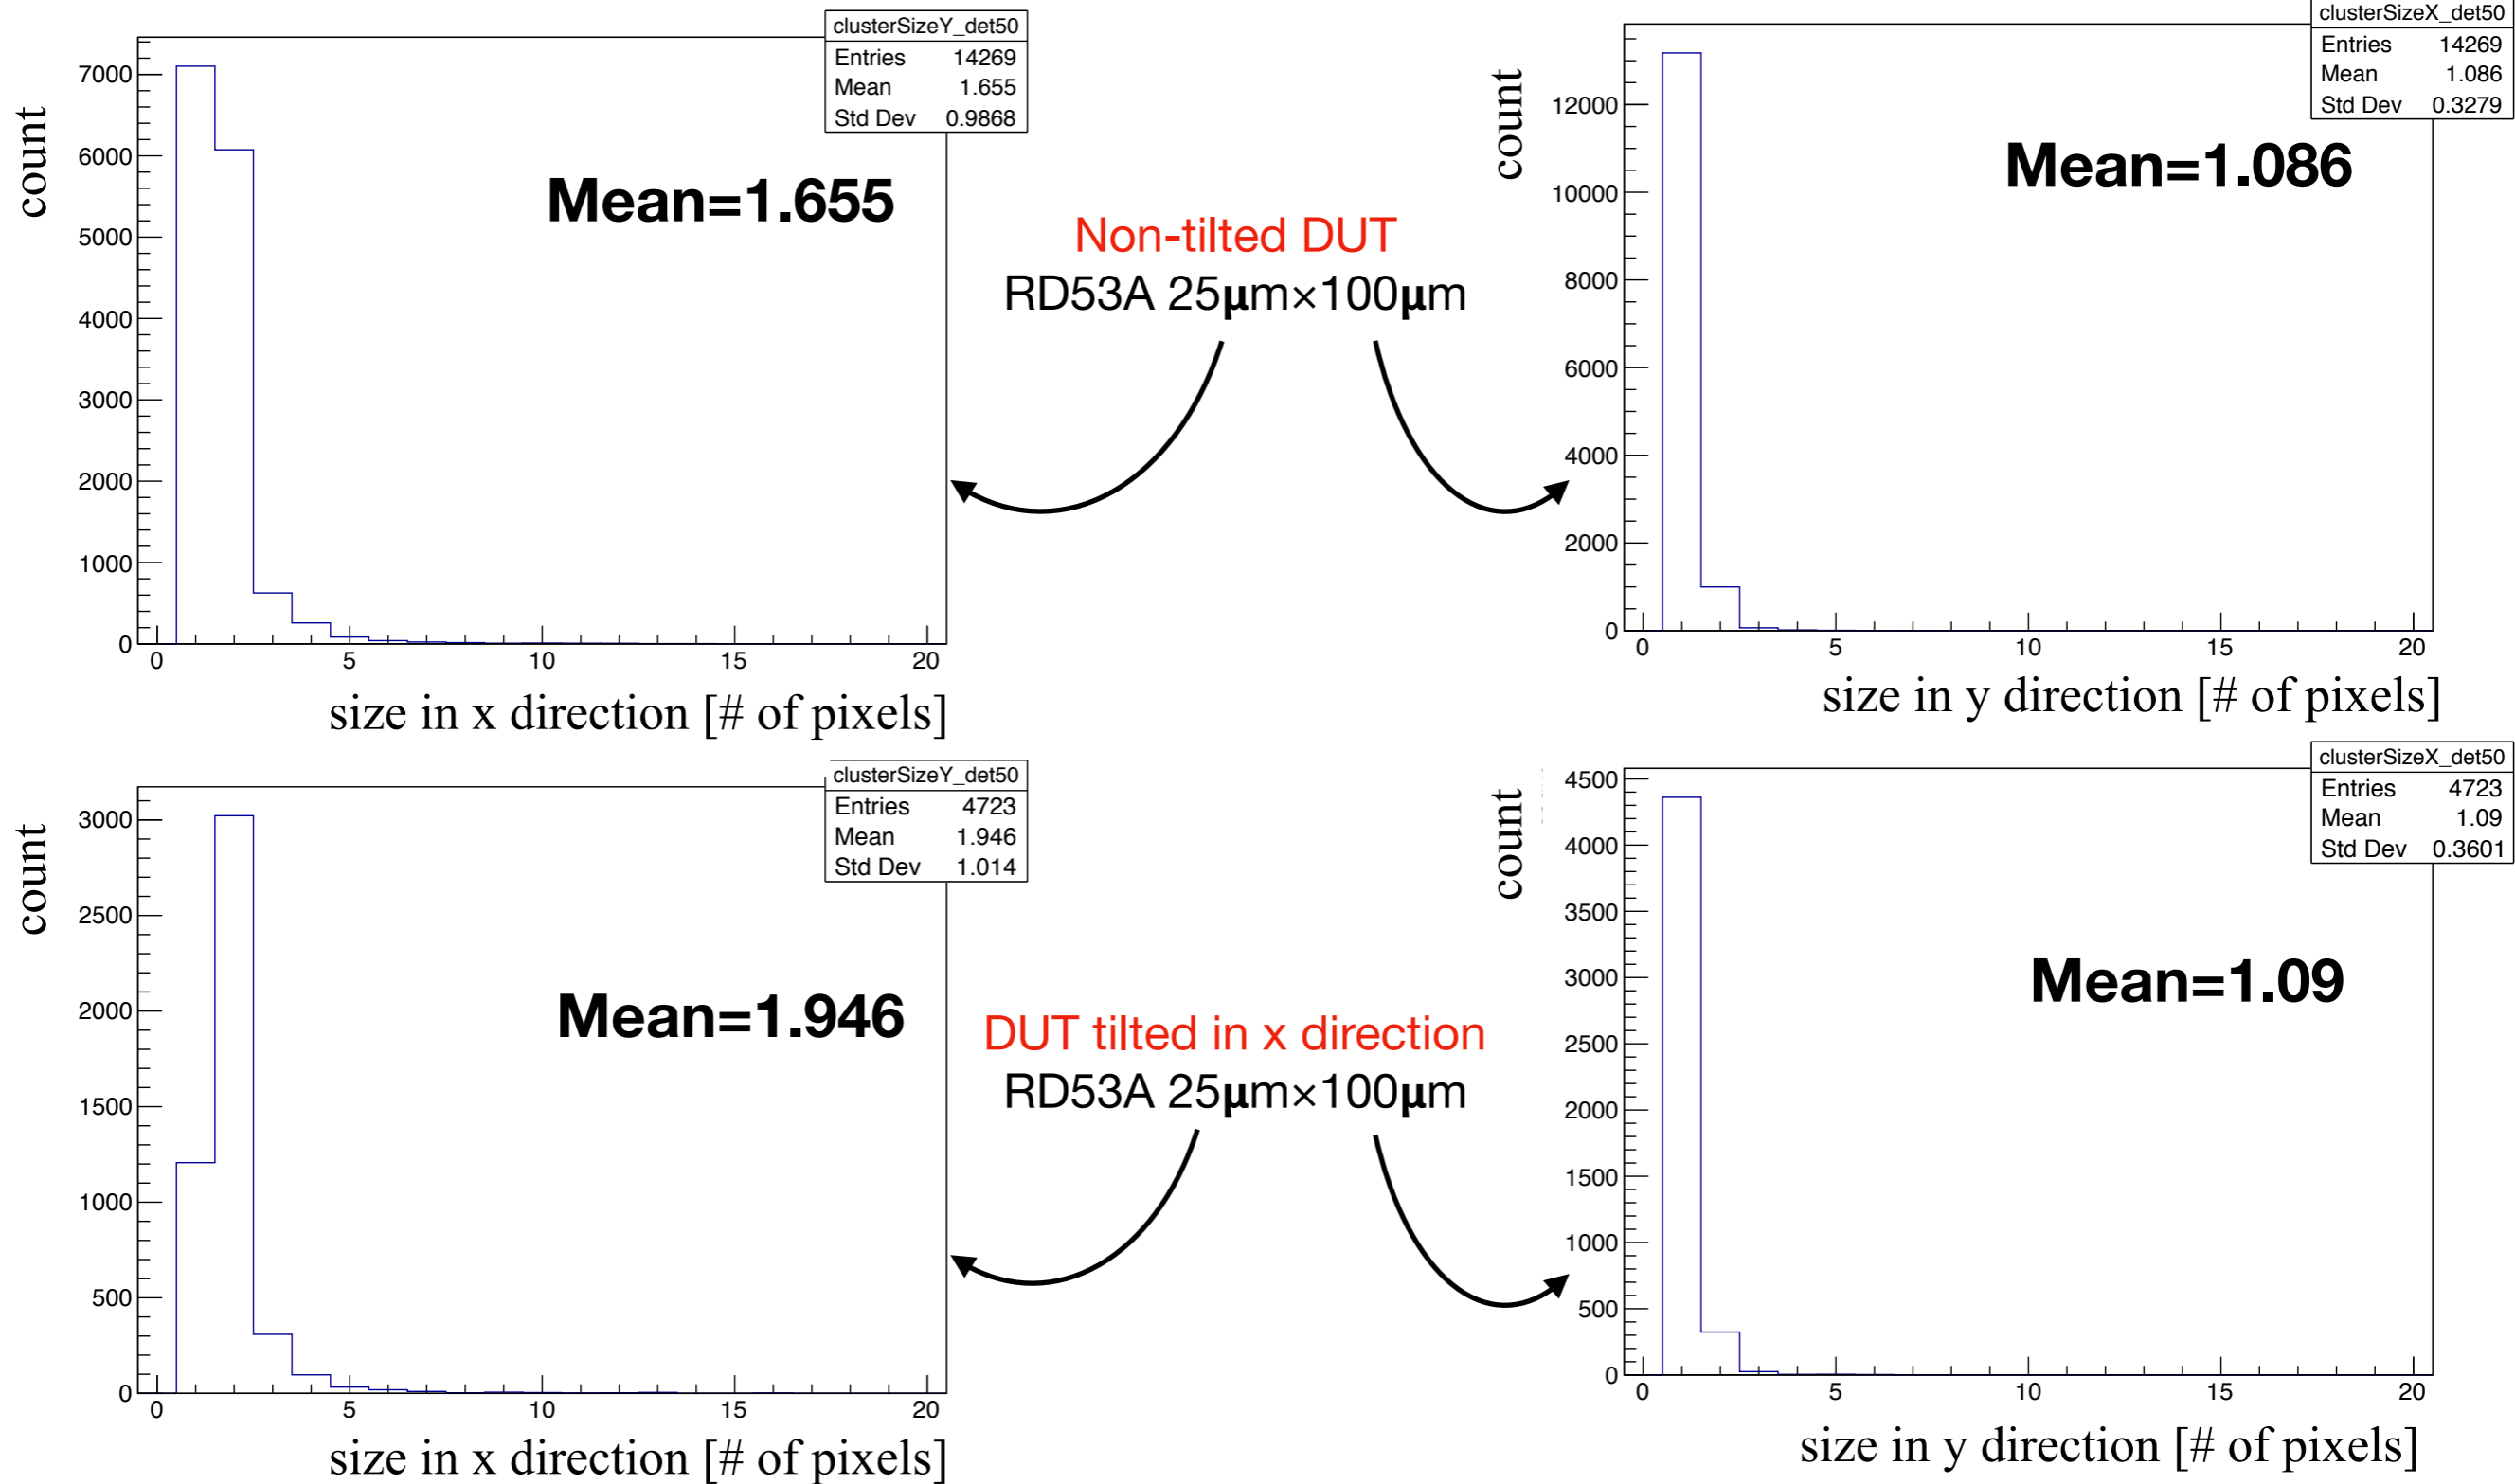 clusterSizeY_det50
Entries 14269
Mean 1.655
Std Dev 0.9868
count
7000
6000
5000
4000
3000
2000
1000
0
0 5 10 15 20
size in x direction [# of pixels]
Mean=1.655
Non-tilted DUT
RD53A 25μm×100μm
clusterSizeX_det50
Entries 14269
Mean 1.086
Std Dev 0.3279
count
12000
10000
8000
6000
4000
2000
0
0 5 10 15 20
size in y direction [# of pixels]
Mean=1.086
clusterSizeY_det50
Entries 4723
Mean 1.946
Std Dev 1.014
count
3000
2500
2000
1500
1000
500
0
0 5 10 15 20
size in x direction [# of pixels]
Mean=1.946
DUT tilted in x direction
RD53A 25μm×100μm
clusterSizeX_det50
Entries 4723
Mean 1.09
Std Dev 0.3601
count
4500
4000
3500
3000
2500
2000
1500
1000
500
0
0 5 10 15 20
size in y direction [# of pixels]
Mean=1.09